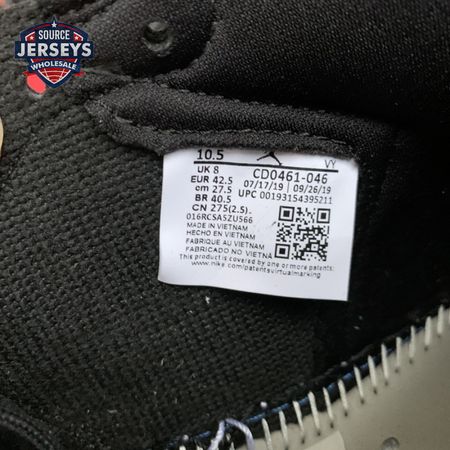 SOURCE
JERSEYS
WHOLESALE
10.5 VY
UK 8 CD0461-046
EUR 42.5 07/17/19 09/26/19
cm 27.5 UPC 00193154395211
BR 40.5
CN 275(2.5).
016RCSA5ZU566
MADE IN VIETNAM
HECHO EN VIETNAM
FABRIQUE AU VIETNAM
FABRICADO NO VIETNÃ
This product is covered by one or more patents:
www.nike.com/patentsvirtualmarking